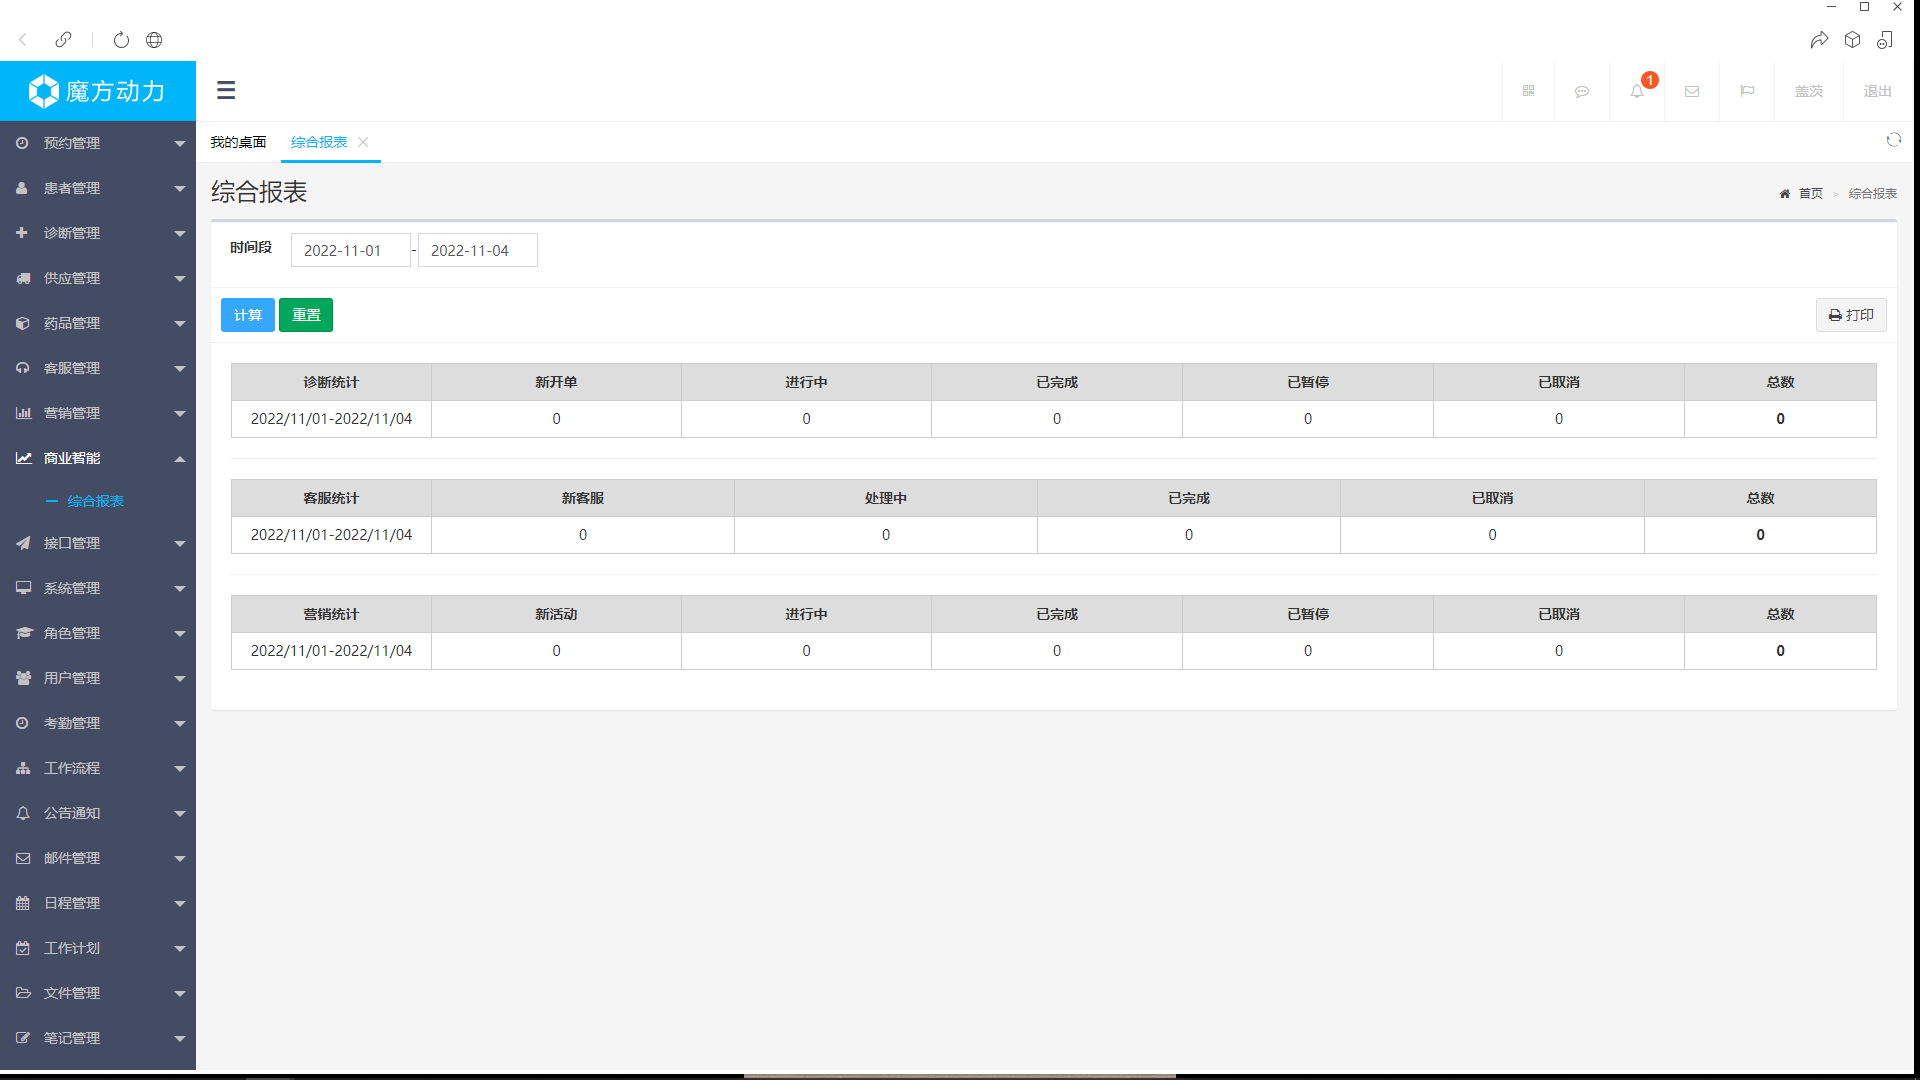 魔方动力
1
盖茨
退出
预约管理
患者管理
诊断管理
供应管理
药品管理
客服管理
营销管理
商业智能
综合报表
接口管理
系统管理
角色管理
用户管理
考勤管理
工作流程
公告通知
邮件管理
日程管理
工作计划
文件管理
笔记管理
我的桌面 综合报表
综合报表
首页 > 综合报表
时间段 2022-11-01 - 2022-11-04
计算 重置 打印
诊断统计 新开单 进行中 已完成 已暂停 已取消 总数
2022/11/01-2022/11/04 0 0 0 0 0 0
客服统计 新客服 处理中 已完成 已取消 总数
2022/11/01-2022/11/04 0 0 0 0 0
营销统计 新活动 进行中 已完成 已暂停 已取消 总数
2022/11/01-2022/11/04 0 0 0 0 0 0